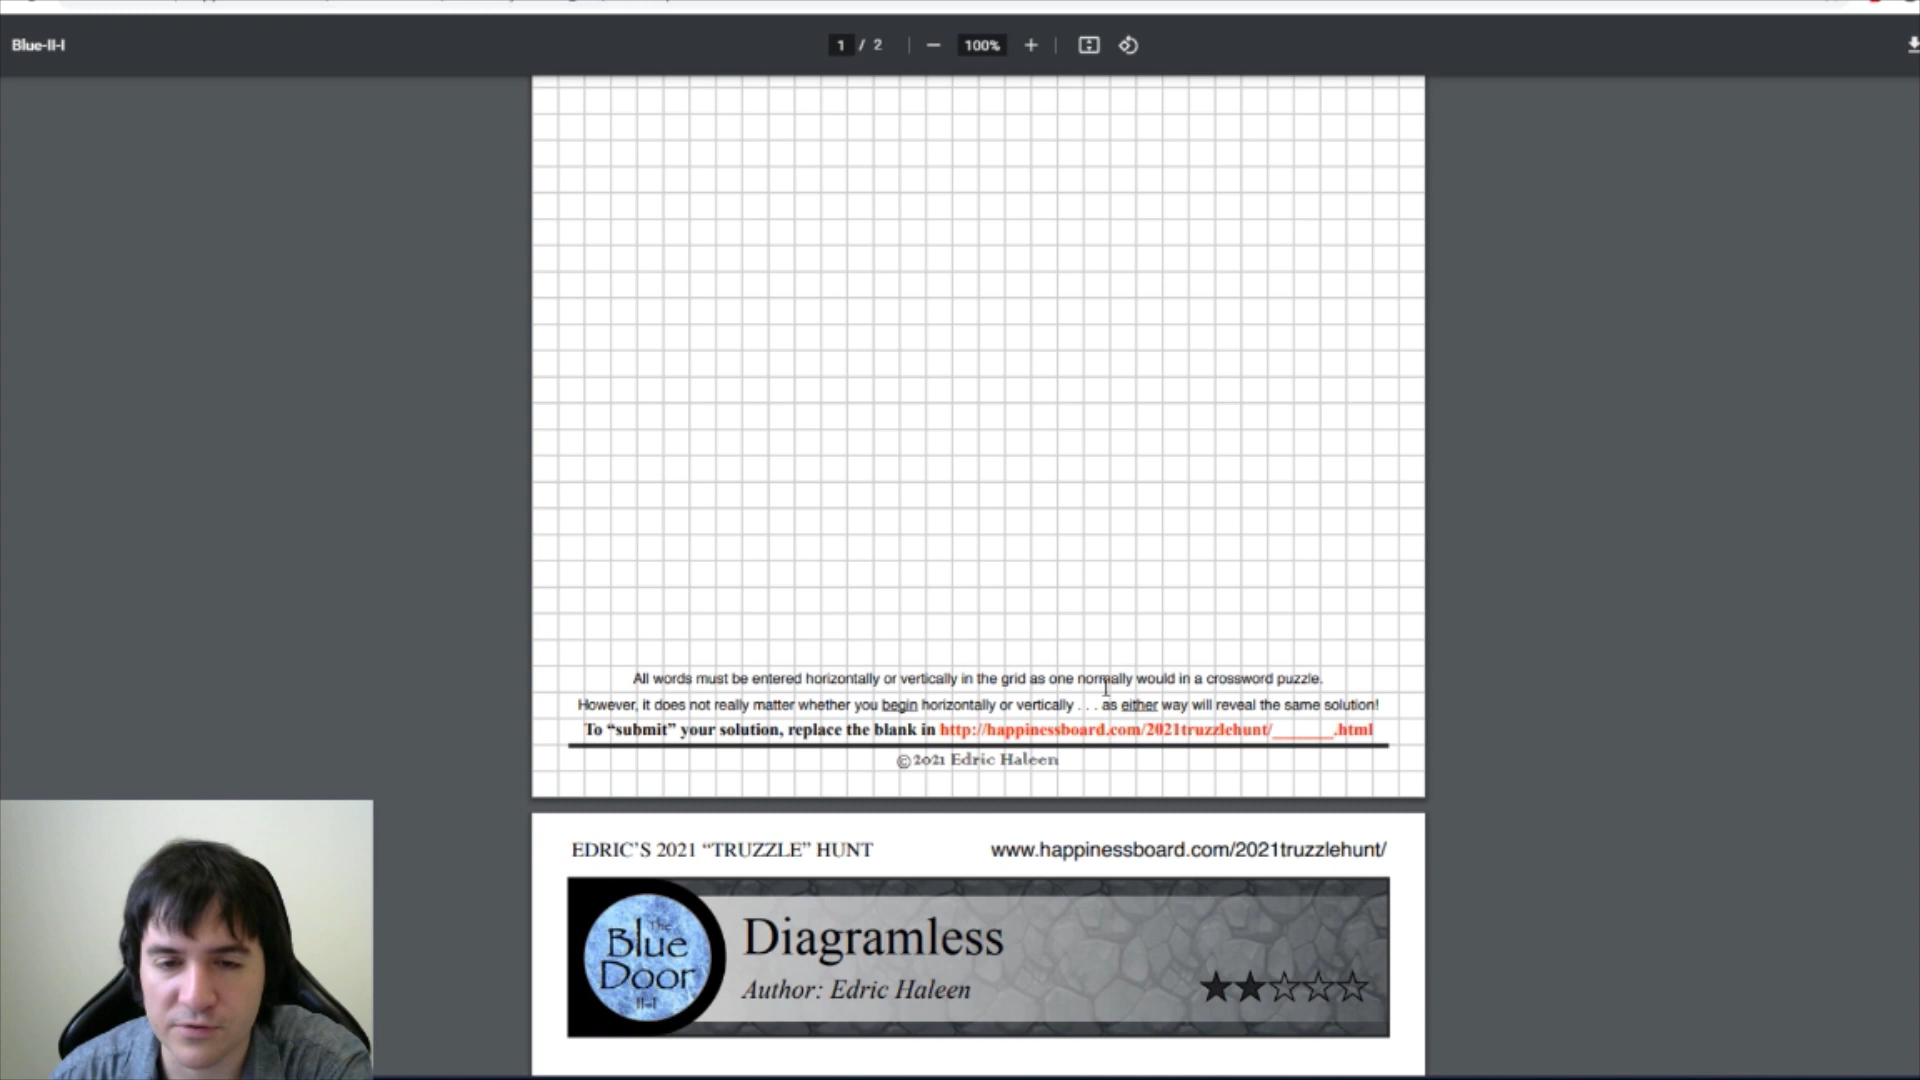 Blue-II-I
1 / 2
100%
All words must be entered horizontally or vertically in the grid as one normally would in a crossword puzzle.
However, it does not really matter whether you begin horizontally or vertically . . . as either way will reveal the same solution!
To “submit” your solution, replace the blank in http://happinessboard.com/2021truzzlehunt/_______.html
©2021 Edric Haleen
EDRIC’S 2021 “TRUZZLE” HUNT
www.happinessboard.com/2021truzzlehunt/
The
Blue
Door
II-I
Diagramless
Author: Edric Haleen